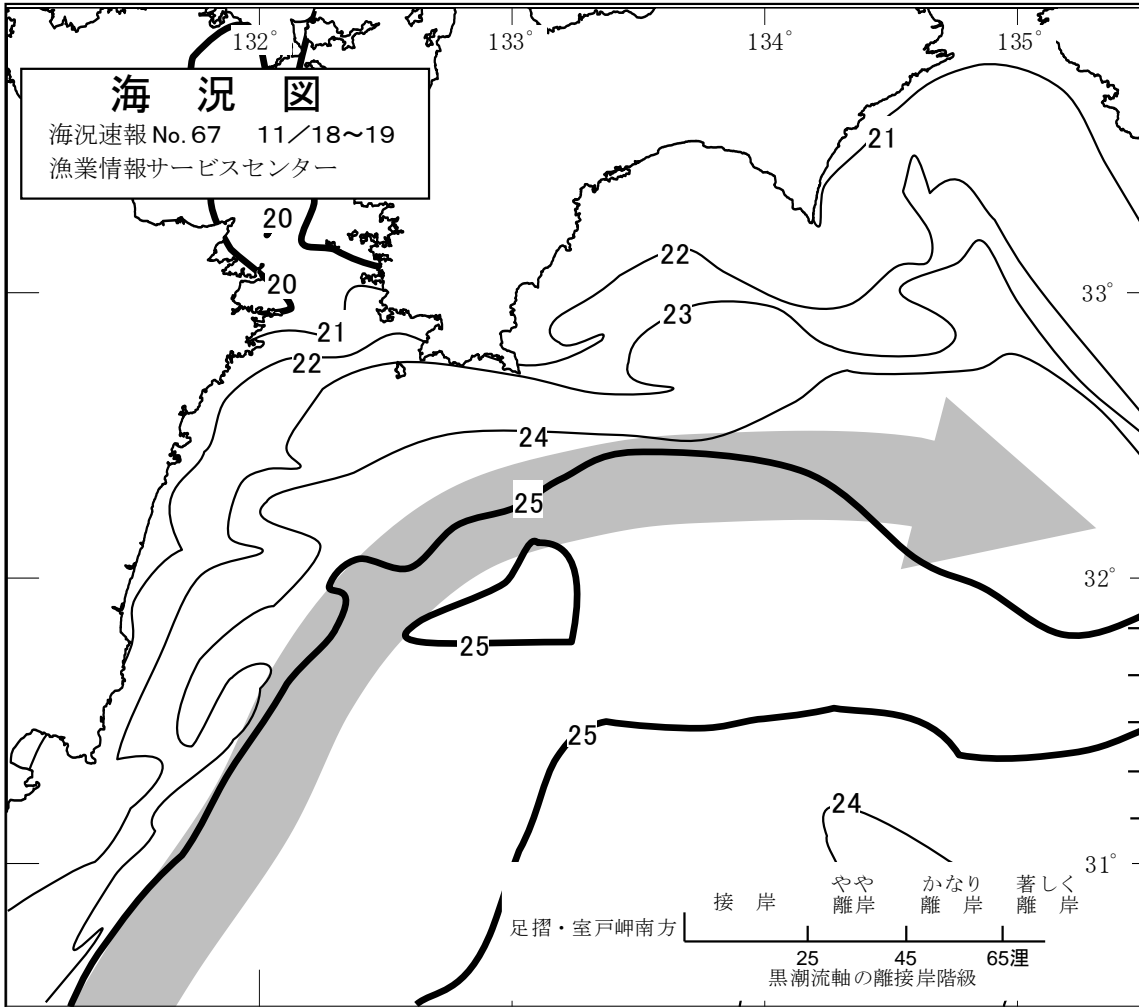 132° 133° 134° 135°
海況図
海況速報 No. 67 11/18~19
漁業情報サービスセンター
21
20
22
20
33°
23
21
22
24
25
32°
25
25
24
31°
接岸 やや離岸 かなり離岸 著しく離岸
足摺・室戸岬南方
25 45 65浬
黒潮流軸の離接岸階級